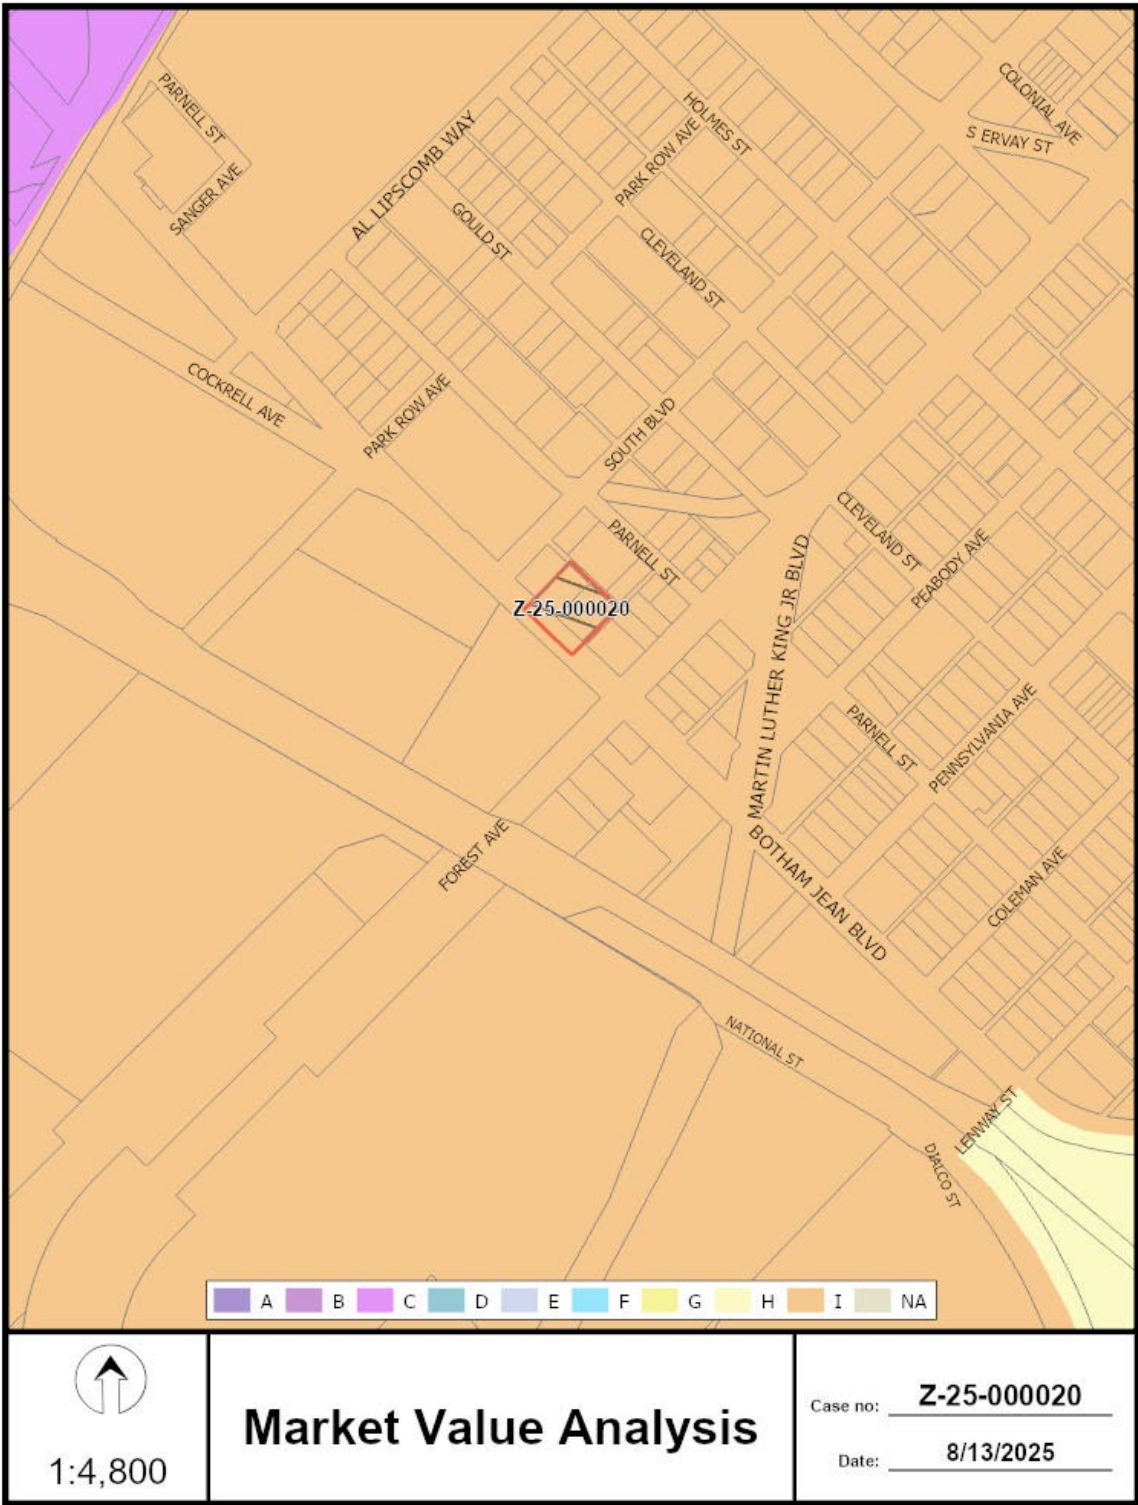 PARNELL ST
SANGER AVE
AL LIPSCOMB WAY
GOULD ST
HOLMES ST
PARK ROW AVE
COLONIAL AVE
S ERVAY ST
CLEVELAND ST
COCKRELL AVE
PARK ROW AVE
SOUTH BLVD
PARNELL ST
CLEVELAND ST
PEABODY AVE
Z-25-000020
MARTIN LUTHER KING JR BLVD
PARNELL ST
PENNSYLVANIA AVE
FOREST AVE
BOTHAM JEAN BLVD
COLEMAN AVE
NATIONAL ST
LENWAY ST
DIALCO ST
A B C D E F G H I NA
1:4,800
Market Value Analysis
Case no: Z-25-000020
Date: 8/13/2025